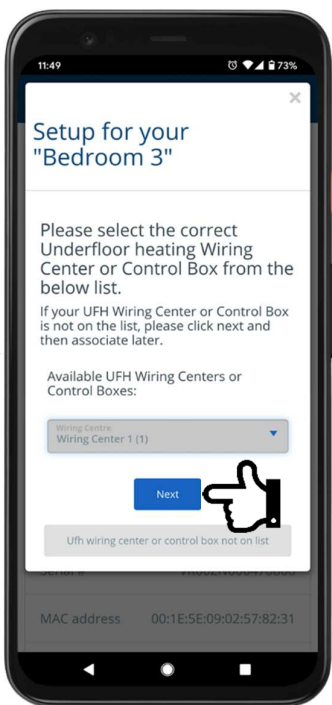 11:49
73%
×
Setup for your
"Bedroom 3"
Please select the correct
Underfloor heating Wiring
Center or Control Box from the
below list.
If your UFH Wiring Center or Control Box
is not on the list, please click next and
then associate later.
Available UFH Wiring Centers or
Control Boxes:
Wiring Centre
Wiring Center 1 (1)
Next
Ufh wiring center or control box not on list
Serial #
MAC address 00:1E:5E:09:02:57:82:31